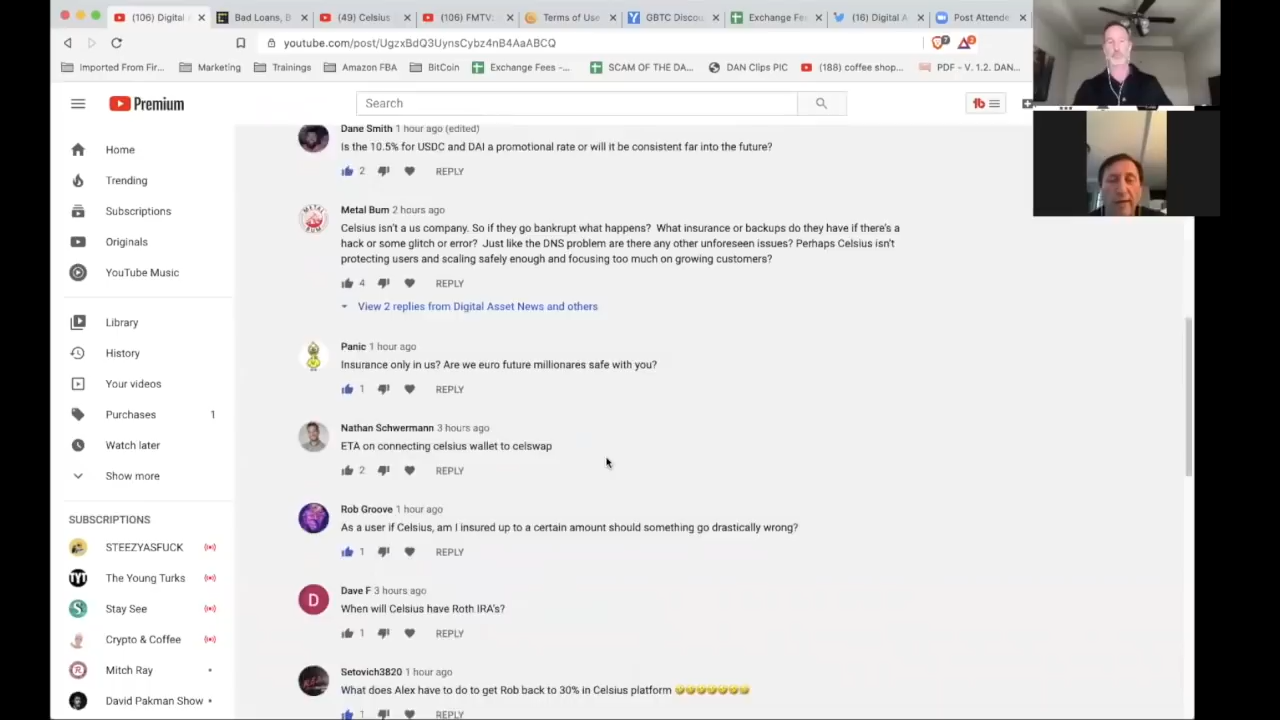 (106) Digital A
Bad Loans, B
(49) Celsius
(106) FMTV:
Terms of Use
GBTC Discou
Exchange Fe
(16) Digital A
Post Attende
youtube.com/post/UgzxBdQ3UynsCybz4nB4AaABCQ
7
2
Imported From Fir...
Marketing
Trainings
Amazon FBA
BitCoin
Exchange Fees -...
SCAM OF THE DA...
DAN Clips PIC
(188) coffee shop...
PDF - V. 1.2. DAN...
Premium
Search
tb
Home
Trending
Subscriptions
Originals
YouTube Music
Library
History
Your videos
Purchases 1
Watch later
Show more
SUBSCRIPTIONS
STEEZYASFUCK
TYT The Young Turks
Stay See
Crypto & Coffee
Mitch Ray
David Pakman Show
Dane Smith 1 hour ago (edited)
Is the 10.5% for USDC and DAI a promotional rate or will it be consistent far into the future?
2 REPLY
METAL BUM
Metal Bum 2 hours ago
Celsius isn't a us company. So if they go bankrupt what happens? What insurance or backups do they have if there's a
hack or some glitch or error? Just like the DNS problem are there any other unforeseen issues? Perhaps Celsius isn't
protecting users and scaling safely enough and focusing too much on growing customers?
4 REPLY
View 2 replies from Digital Asset News and others
Panic 1 hour ago
Insurance only in us? Are we euro future millionares safe with you?
1 REPLY
Nathan Schwermann 3 hours ago
ETA on connecting celsius wallet to celswap
2 REPLY
Rob Groove 1 hour ago
As a user if Celsius, am I insured up to a certain amount should something go drastically wrong?
1 REPLY
D
Dave F 3 hours ago
When will Celsius have Roth IRA's?
1 REPLY
Setovich3820 1 hour ago
What does Alex have to do to get Rob back to 30% in Celsius platform 🤣🤣🤣🤣🤣🤣🤣
1 REPLY